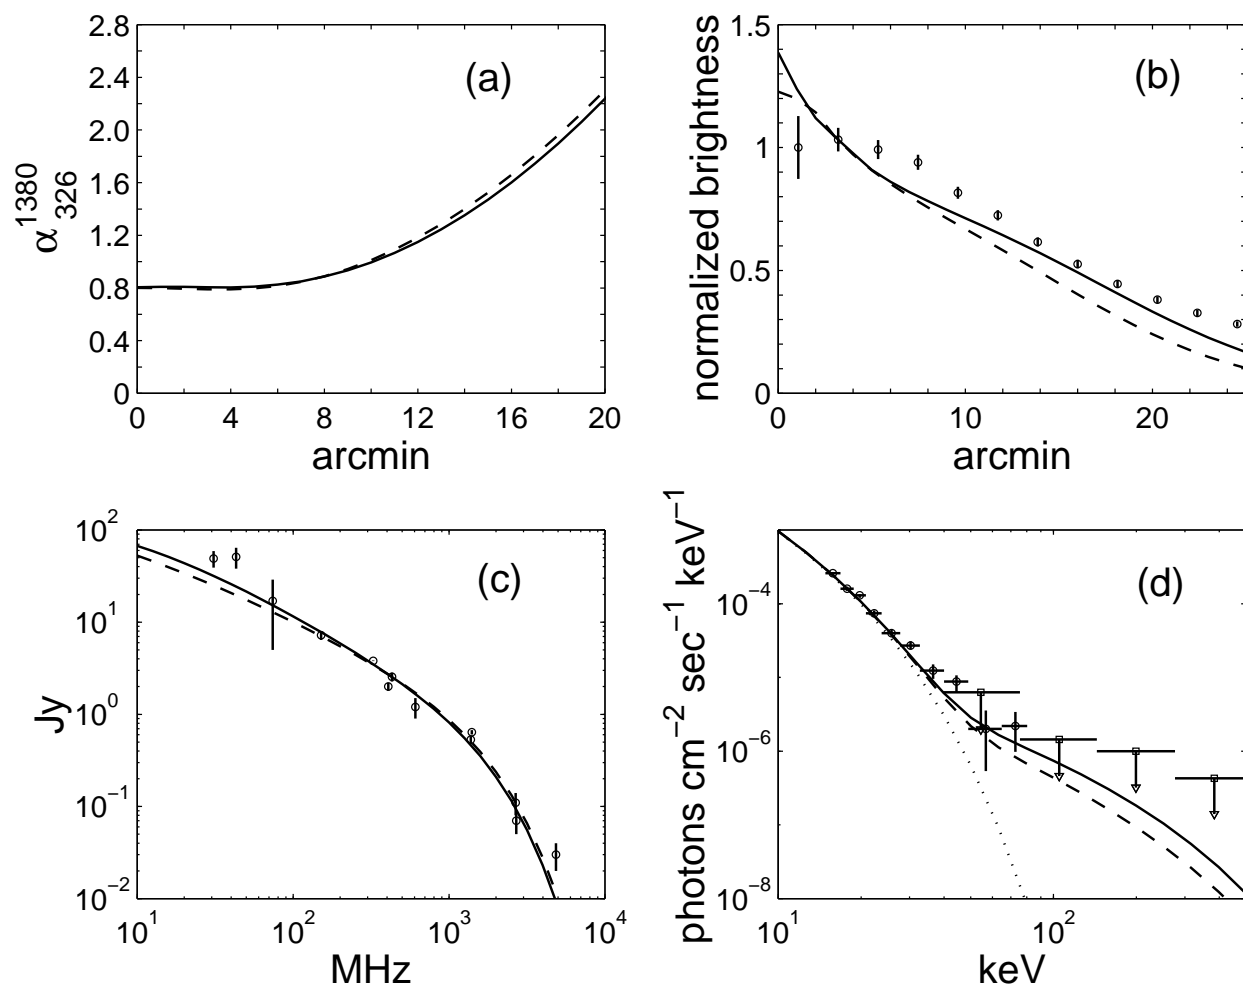 (a)
2.8
2.4
2.0
1.6
1.2
0.8
0.4
0
α 1380 326
0 4 8 12 16 20
arcmin
(b)
1.5
1
0.5
0
normalized brightness
0 10 20
arcmin
(c)
10^2
10^1
10^0
10^−1
10^−2
Jy
10^1 10^2 10^3 10^4
MHz
(d)
10^−4
10^−6
10^−8
photons cm^−2 sec^−1 keV^−1
10^1 10^2
keV